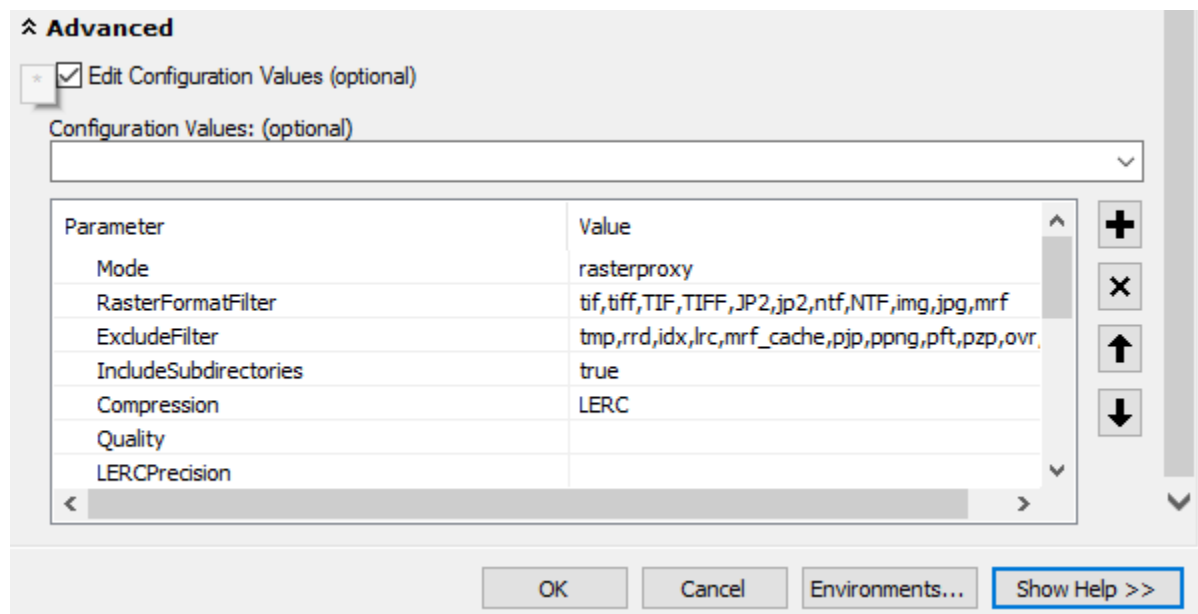 Advanced
* Edit Configuration Values (optional)
Configuration Values: (optional)
Parameter Value
Mode rasterproxy
RasterFormatFilter tif,tiff,TIF,TIFF,JP2,jp2,ntf,NTF,img,jpg,mrf
ExcludeFilter tmp,rrd,idx,lrc,mrf_cache,pjp,ppng,pft,pzp,ovr,
IncludeSubdirectories true
Compression LERC
Quality
LERCPrecision
OK Cancel Environments... Show Help >>